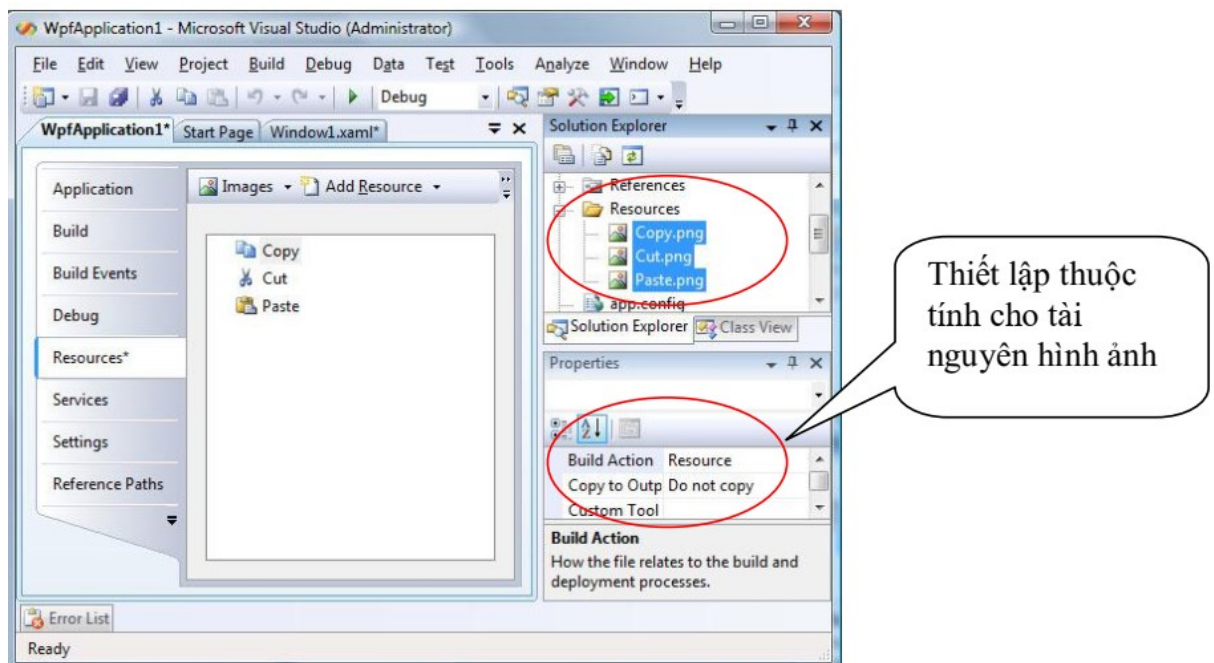 WpfApplication1 - Microsoft Visual Studio (Administrator)
File Edit View Project Build Debug Data Test Tools Analyze Window Help
Debug
WpfApplication1* Start Page Window1.xaml*
Application
Build
Build Events
Debug
Resources*
Services
Settings
Reference Paths
Images Add Resource
Copy
Cut
Paste
Solution Explorer
References
Resources
Copy.png
Cut.png
Paste.png
app.config
Solution Explorer Class View
Properties
Build Action Resource
Copy to Outp Do not copy
Custom Tool
Build Action
How the file relates to the build and
deployment processes.
Error List
Ready
Thiết lập thuộc
tính cho tài
nguyên hình ảnh